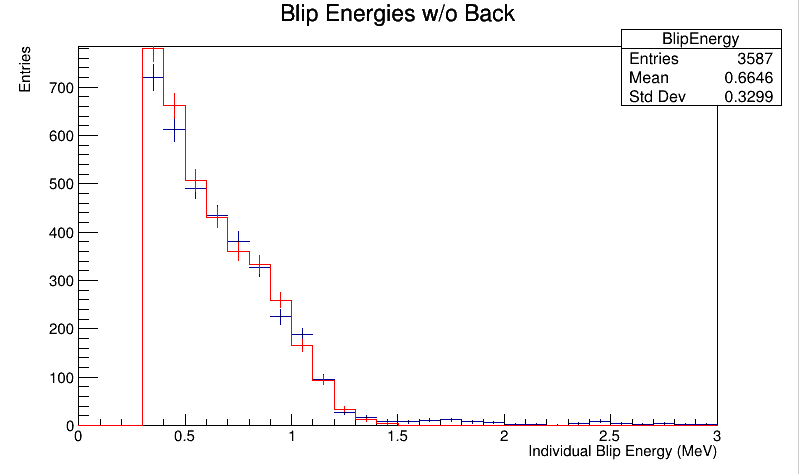 Blip Energies w/o Back
BlipEnergy
Entries 3587
Mean 0.6646
Std Dev 0.3299
Entries
700
600
500
400
300
200
100
0
0 0.5 1 1.5 2 2.5 3
Individual Blip Energy (MeV)